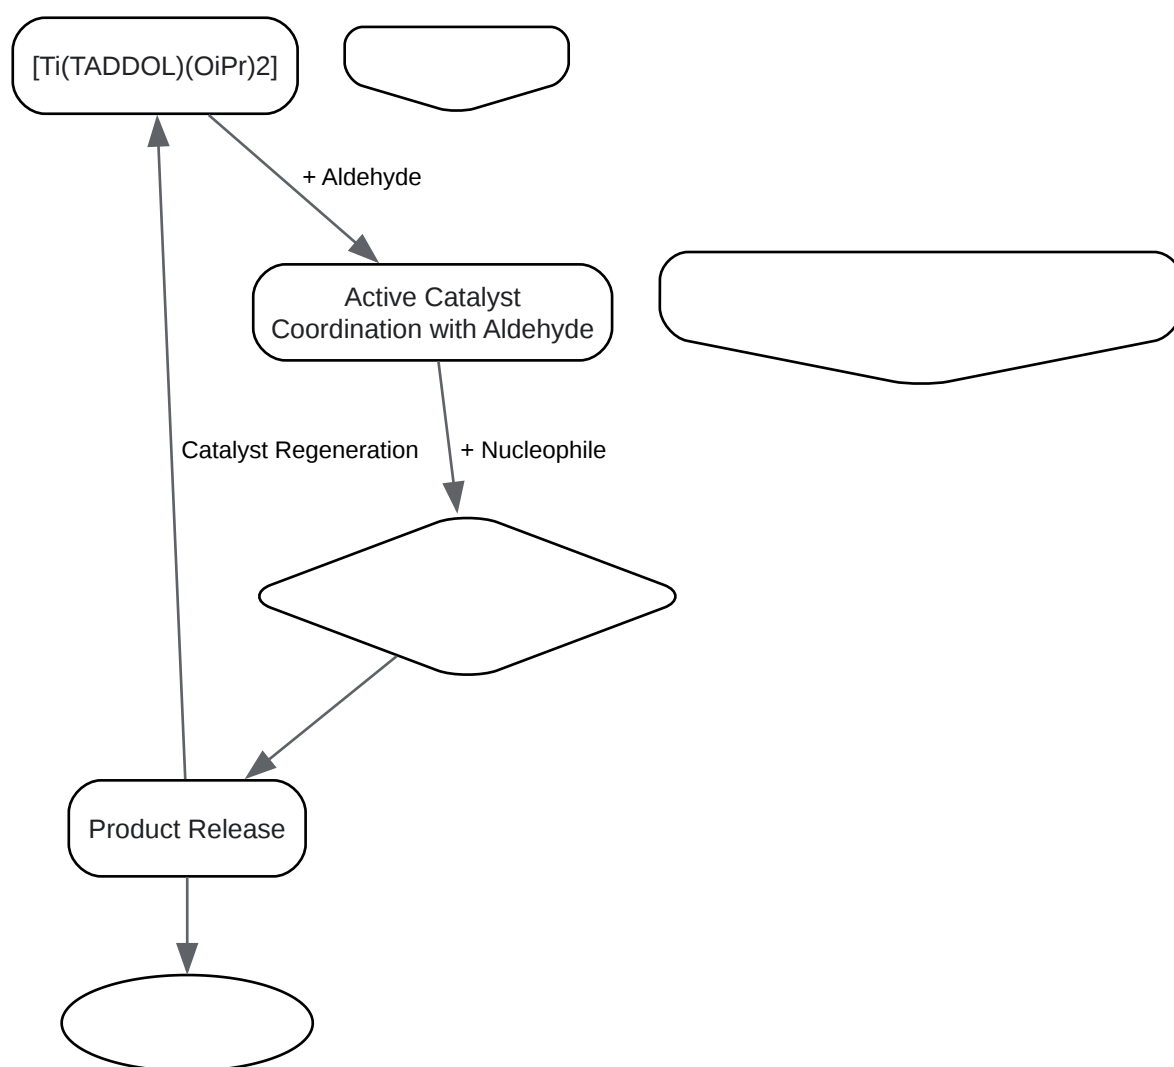 [Ti(TADDOL)(OiPr)2]
+ Aldehyde
Active Catalyst
Coordination with Aldehyde
Catalyst Regeneration
+ Nucleophile
Product Release